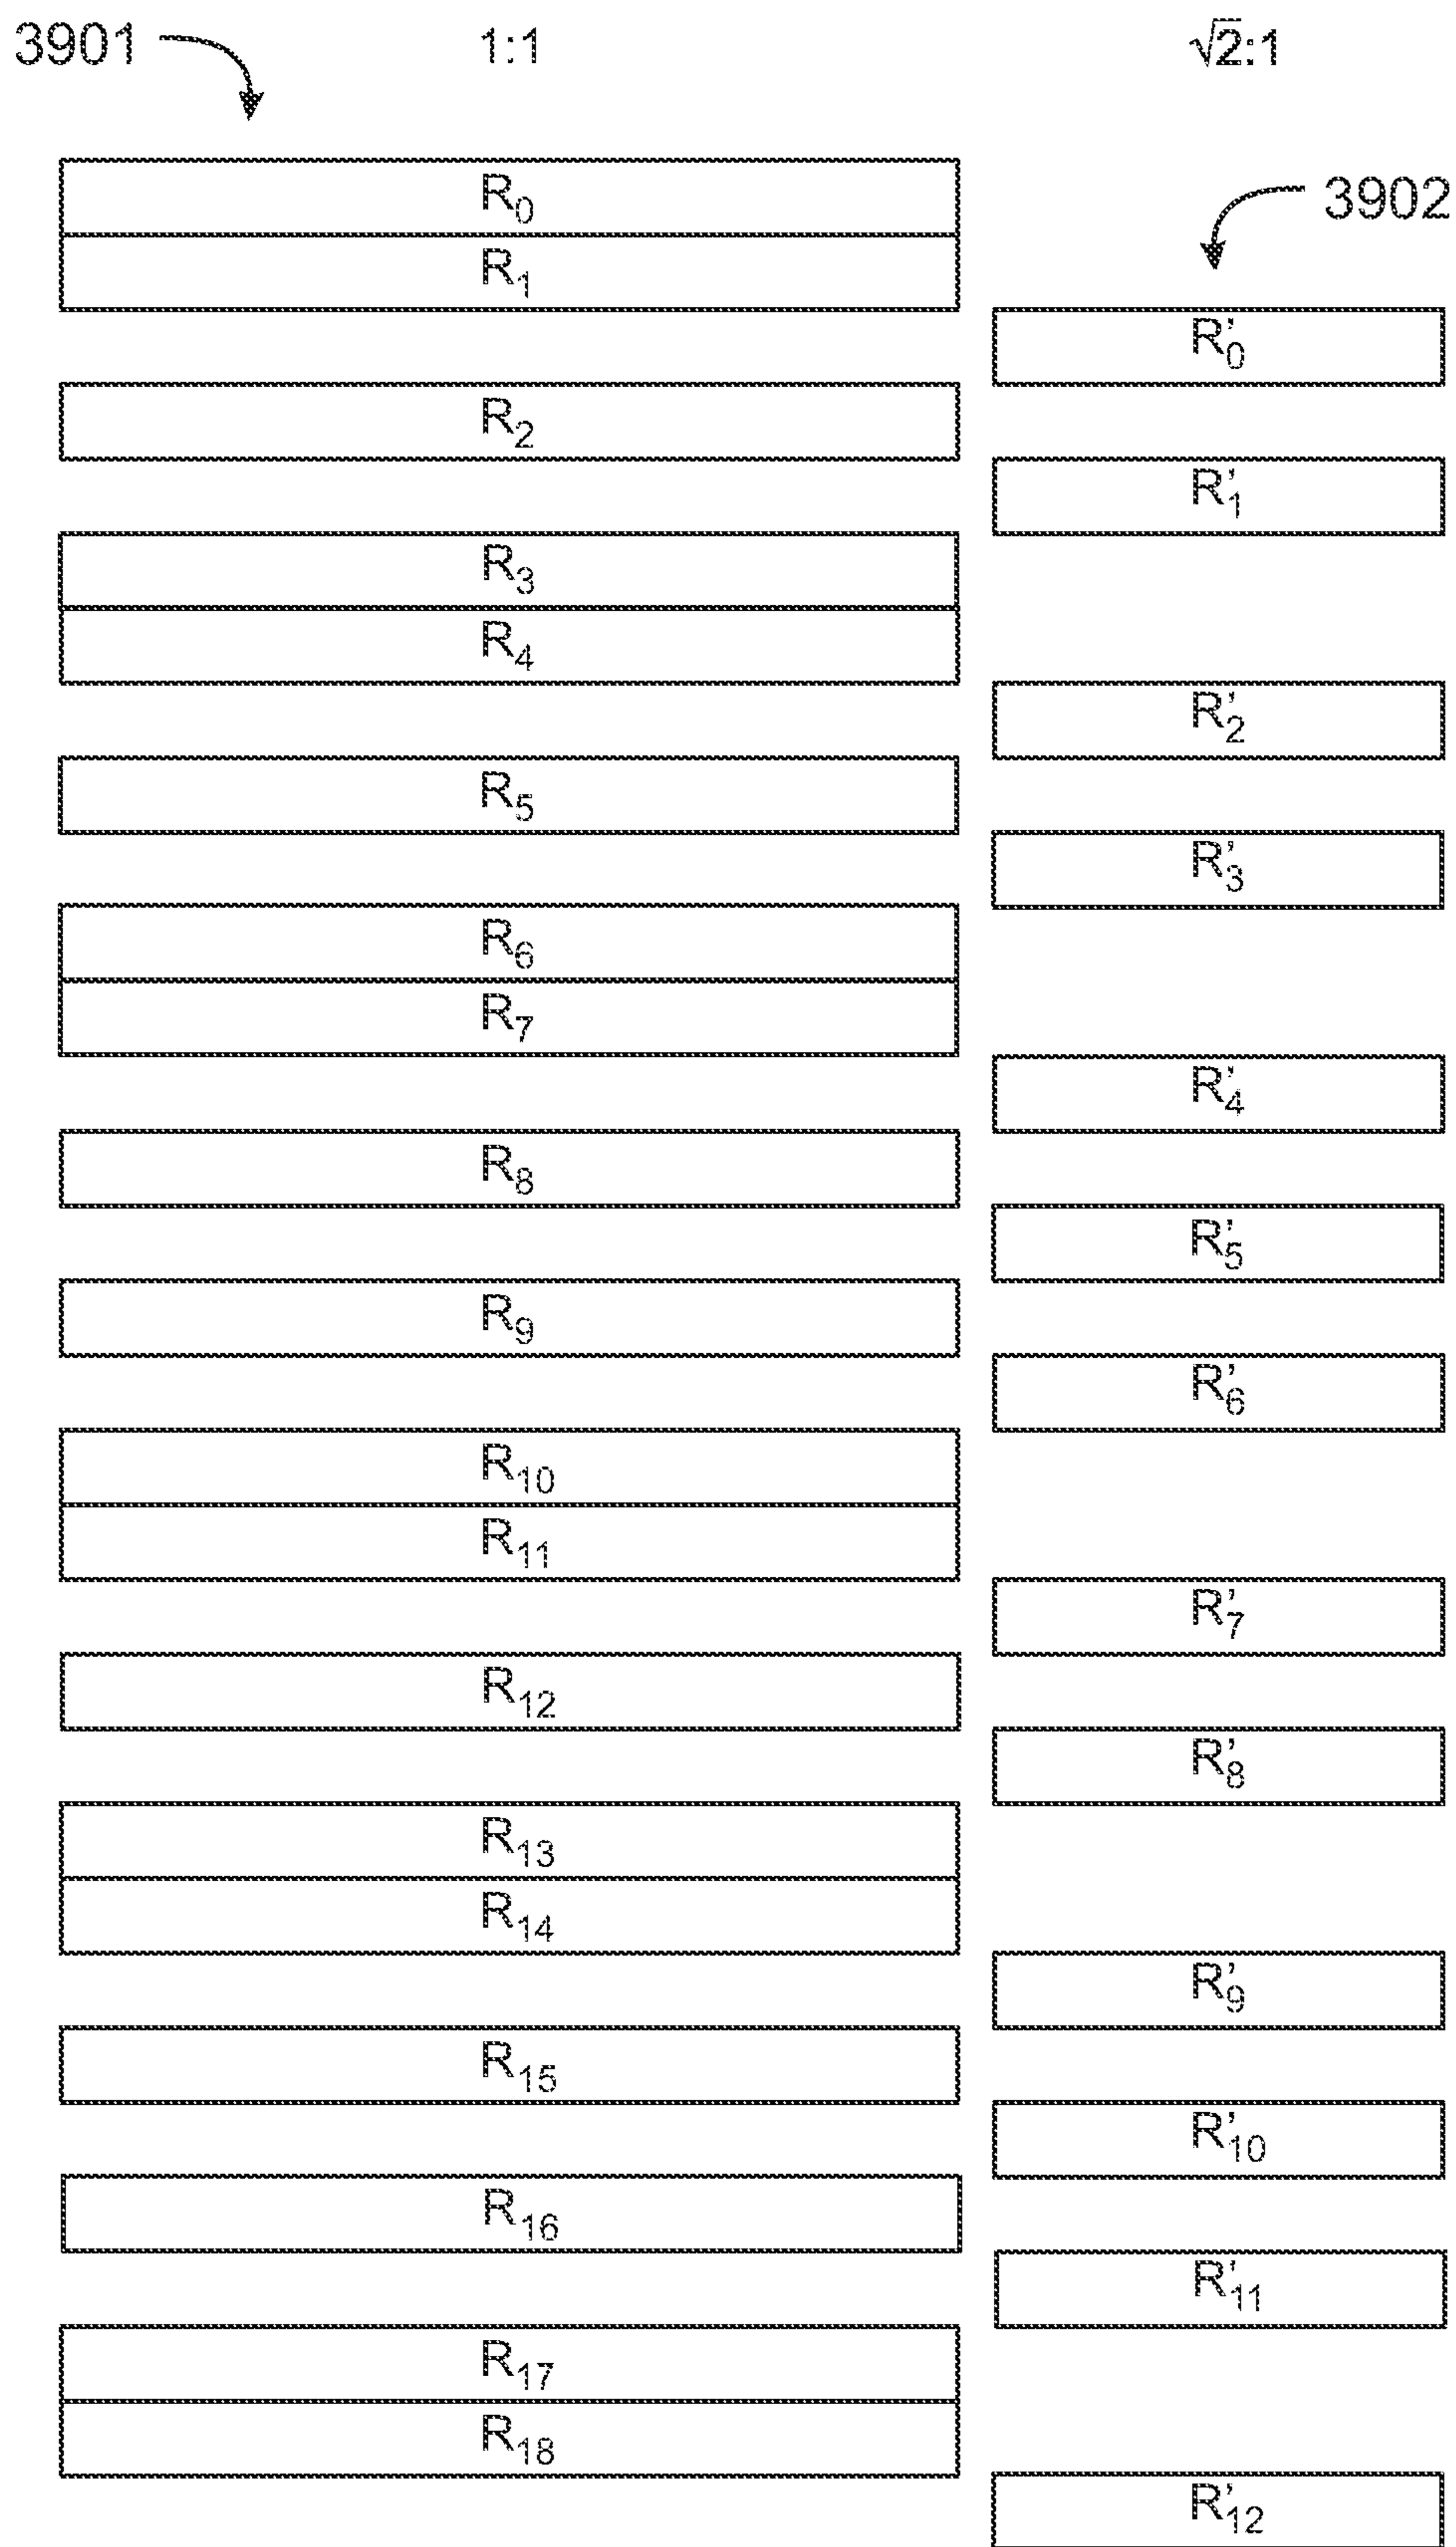 3901 1:1 √2:1
R₀
3902
R₁
R'₀
R₂
R'₁
R₃
R₄
R'₂
R₅
R'₃
R₆
R₇
R'₄
R₈
R'₅
R₉
R'₆
R₁₀
R₁₁
R'₇
R₁₂
R'₈
R₁₃
R₁₄
R'₉
R₁₅
R'₁₀
R₁₆
R'₁₁
R₁₇
R₁₈
R'₁₂